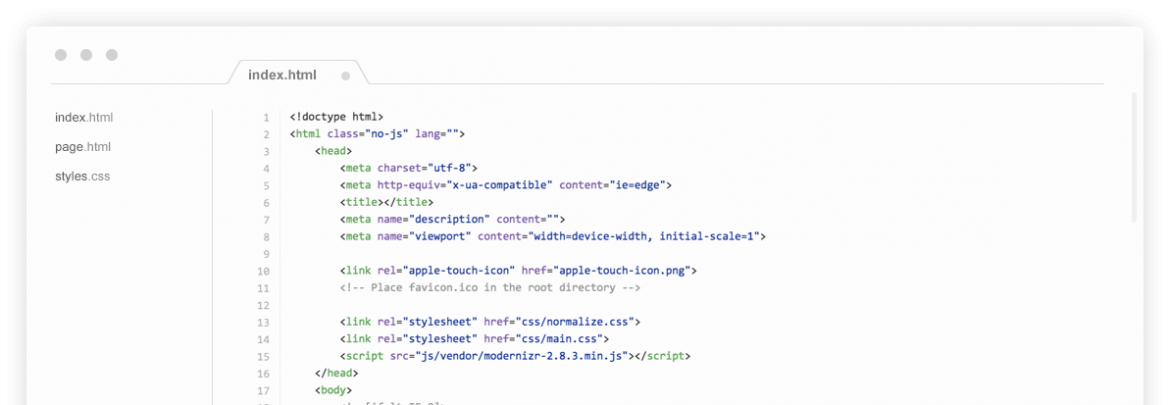 index.html
index.html
page.html
styles.css
1 <!doctype html>
2 <html class="no-js" lang="">
3 <head>
4 <meta charset="utf-8">
5 <meta http-equiv="x-ua-compatible" content="ie=edge">
6 <title></title>
7 <meta name="description" content="">
8 <meta name="viewport" content="width=device-width, initial-scale=1">
9
10 <link rel="apple-touch-icon" href="apple-touch-icon.png">
11 <!-- Place favicon.ico in the root directory -->
12
13 <link rel="stylesheet" href="css/normalize.css">
14 <link rel="stylesheet" href="css/main.css">
15 <script src="js/vendor/modernizr-2.8.3.min.js"></script>
16 </head>
17 <body>